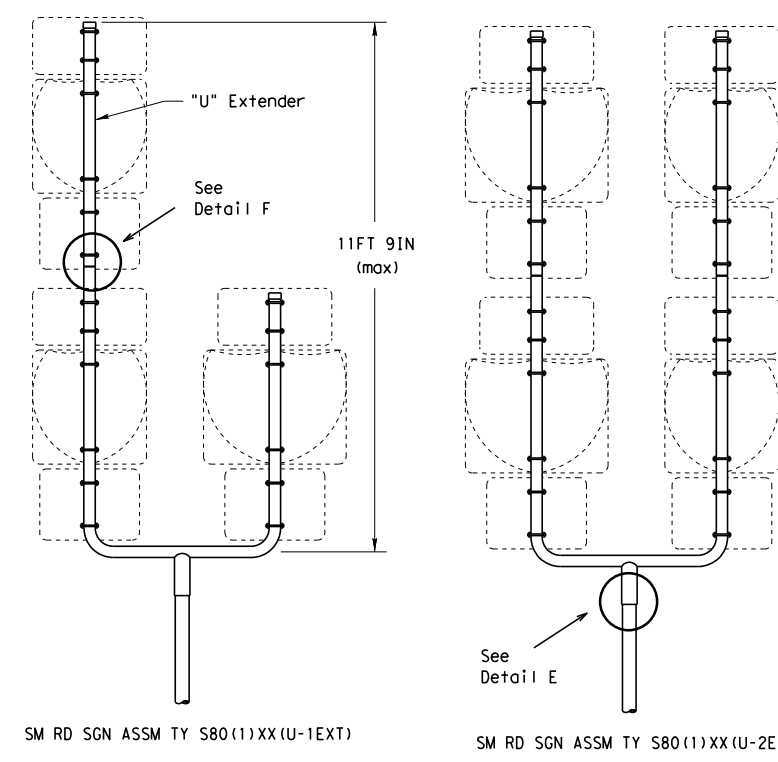 "U" Extender
See
Detail F
11FT 9IN
(max)
See
Detail E
SM RD SGN ASSM TY S80(1)XX(U-1EXT)
SM RD SGN ASSM TY S80(1)XX(U-2E